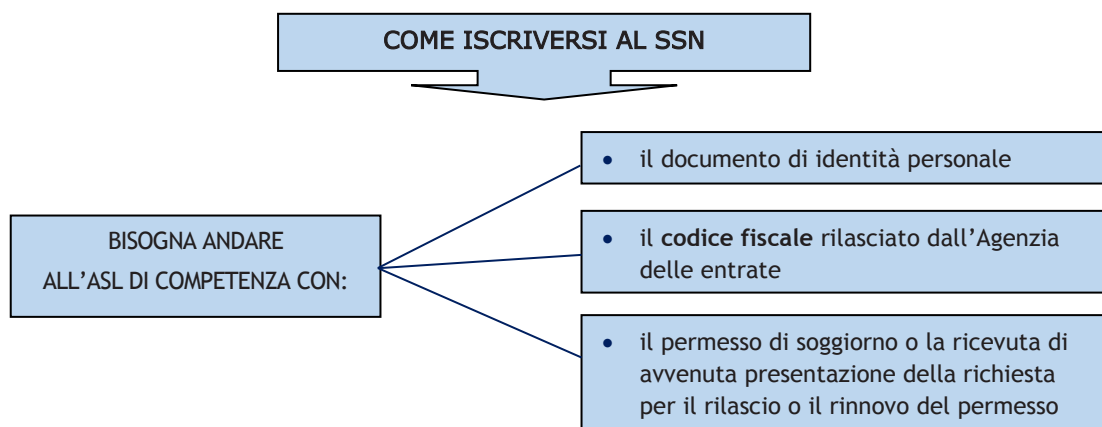 COME ISCRIVERSI AL SSN
BISOGNA ANDARE
ALL'ASL DI COMPETENZA CON:
• il documento di identità personale
• il codice fiscale rilasciato dall'Agenzia
delle entrate
• il permesso di soggiorno o la ricevuta di
avvenuta presentazione della richiesta
per il rilascio o il rinnovo del permesso